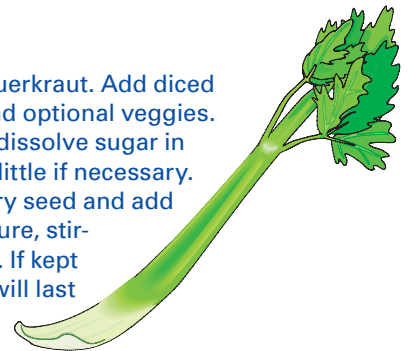 uerkraut. Add diced
d optional veggies.
dissolve sugar in
little if necessary.
ry seed and add
ure, stir-
. If kept
will last